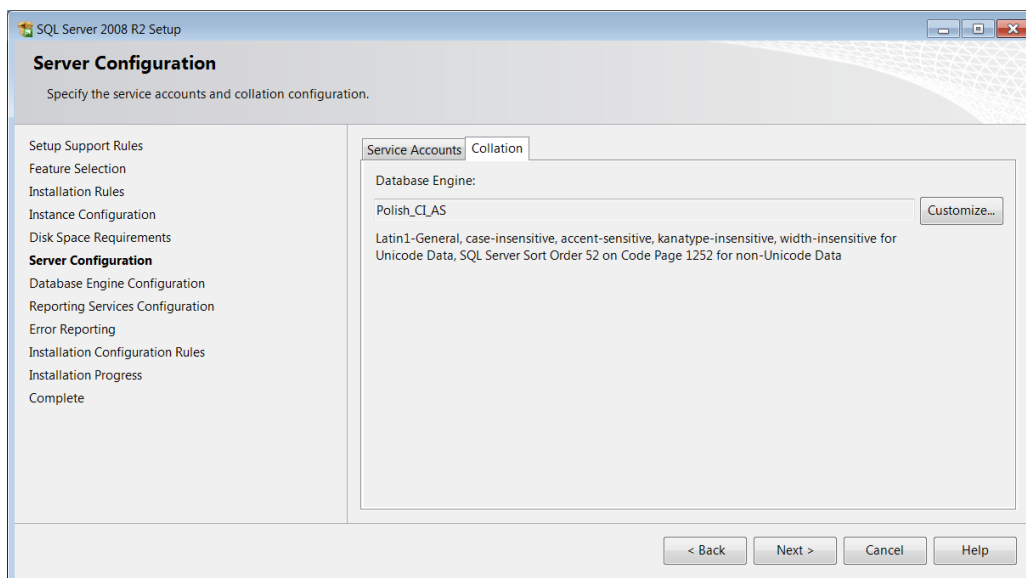 SQL Server 2008 R2 Setup
Server Configuration
Specify the service accounts and collation configuration.
Setup Support Rules
Feature Selection
Installation Rules
Instance Configuration
Disk Space Requirements
Server Configuration
Database Engine Configuration
Reporting Services Configuration
Error Reporting
Installation Configuration Rules
Installation Progress
Complete
Service Accounts Collation
Database Engine:
Polish_CI_AS Customize...
Latin1-General, case-insensitive, accent-sensitive, kanatype-insensitive, width-insensitive for
Unicode Data, SQL Server Sort Order 52 on Code Page 1252 for non-Unicode Data
< Back Next > Cancel Help